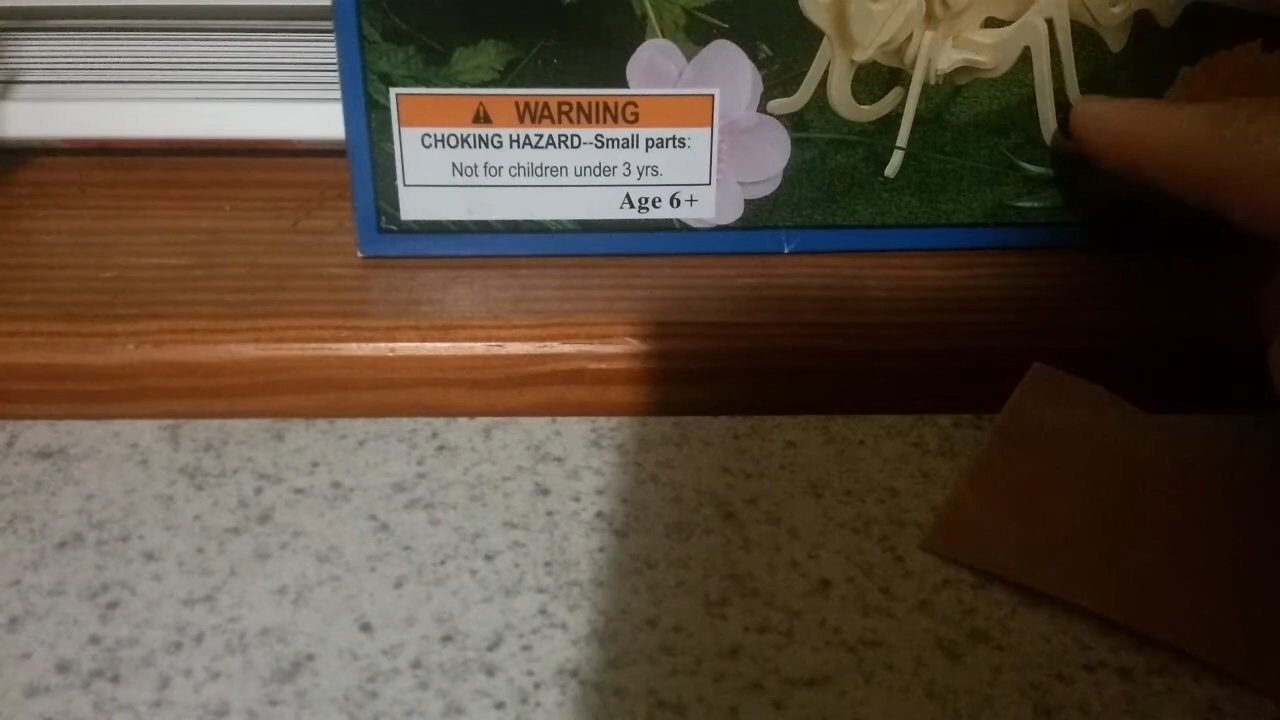 WARNING
CHOKING HAZARD--Small parts:
Not for children under 3 yrs.
Age 6+